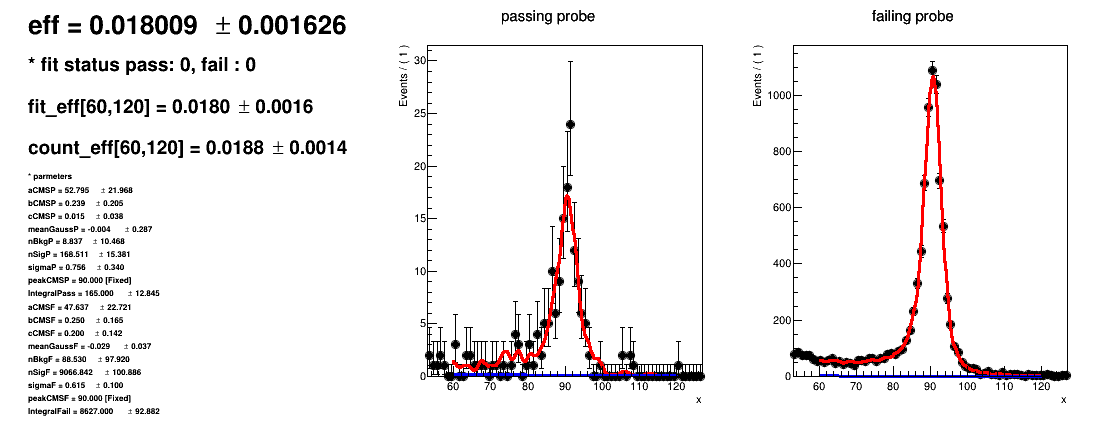 eff = 0.018009 ± 0.001626
* fit status pass: 0, fail : 0
fit_eff[60,120] = 0.0180 ± 0.0016
count_eff[60,120] = 0.0188 ± 0.0014
* parmeters
aCMSP = 52.795 ± 21.968
bCMSP = 0.239 ± 0.205
cCMSP = 0.015 ± 0.038
meanGaussP = -0.004 ± 0.287
nBkgP = 8.837 ± 10.468
nSigP = 168.511 ± 15.381
sigmaP = 0.756 ± 0.340
peakCMSP = 90.000 [Fixed]
IntegralPass = 165.000 ± 12.845
aCMSF = 47.637 ± 22.721
bCMSF = 0.250 ± 0.165
cCMSF = 0.200 ± 0.142
meanGaussF = -0.029 ± 0.037
nBkgF = 88.530 ± 97.920
nSigF = 9066.842 ± 100.886
sigmaF = 0.615 ± 0.100
peakCMSF = 90.000 [Fixed]
IntegralFail = 8627.000 ± 92.882
passing probe
Events / ( 1 )
30
25
20
15
10
5
0
60 70 80 90 100 110 120
x
failing probe
Events / ( 1 )
1000
800
600
400
200
0
60 70 80 90 100 110 120
x